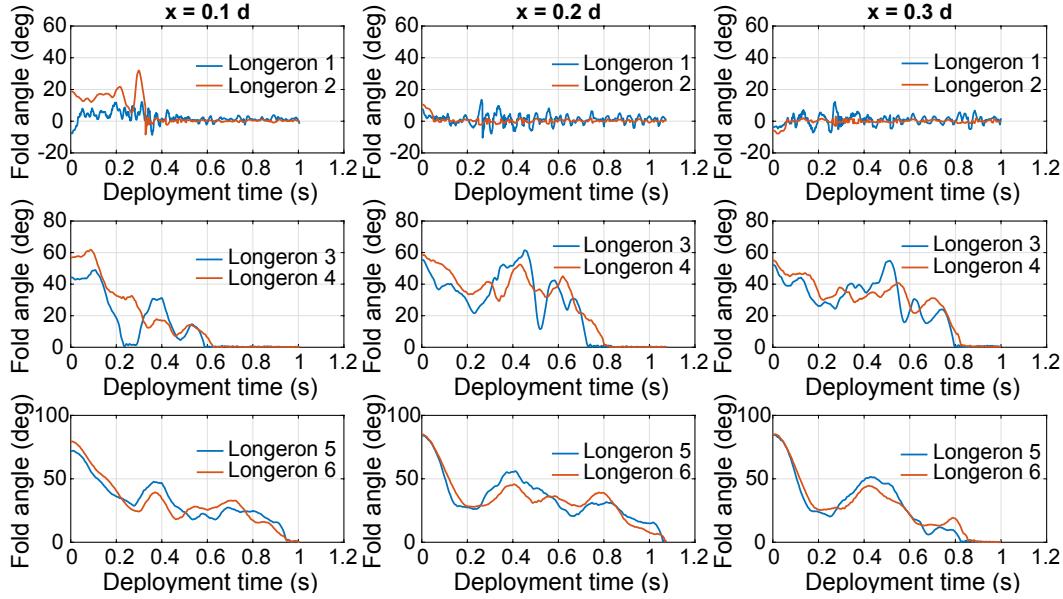 x = 0.1 d
x = 0.2 d
x = 0.3 d
Fold angle (deg)
60
40
20
0
-20
Longeron 1
Longeron 2
0 0.2 0.4 0.6 0.8 1 1.2
Deployment time (s)
Fold angle (deg)
60
40
20
0
-20
Longeron 1
Longeron 2
0 0.2 0.4 0.6 0.8 1 1.2
Deployment time (s)
Fold angle (deg)
60
40
20
0
-20
Longeron 1
Longeron 2
0 0.2 0.4 0.6 0.8 1 1.2
Deployment time (s)
Fold angle (deg)
80
60
40
20
0
Longeron 3
Longeron 4
0 0.2 0.4 0.6 0.8 1 1.2
Deployment time (s)
Fold angle (deg)
80
60
40
20
0
Longeron 3
Longeron 4
0 0.2 0.4 0.6 0.8 1 1.2
Deployment time (s)
Fold angle (deg)
80
60
40
20
0
Longeron 3
Longeron 4
0 0.2 0.4 0.6 0.8 1 1.2
Deployment time (s)
Fold angle (deg)
100
50
0
Longeron 5
Longeron 6
0 0.2 0.4 0.6 0.8 1 1.2
Deployment time (s)
Fold angle (deg)
100
50
0
Longeron 5
Longeron 6
0 0.2 0.4 0.6 0.8 1 1.2
Deployment time (s)
Fold angle (deg)
100
50
0
Longeron 5
Longeron 6
0 0.2 0.4 0.6 0.8 1 1.2
Deployment time (s)